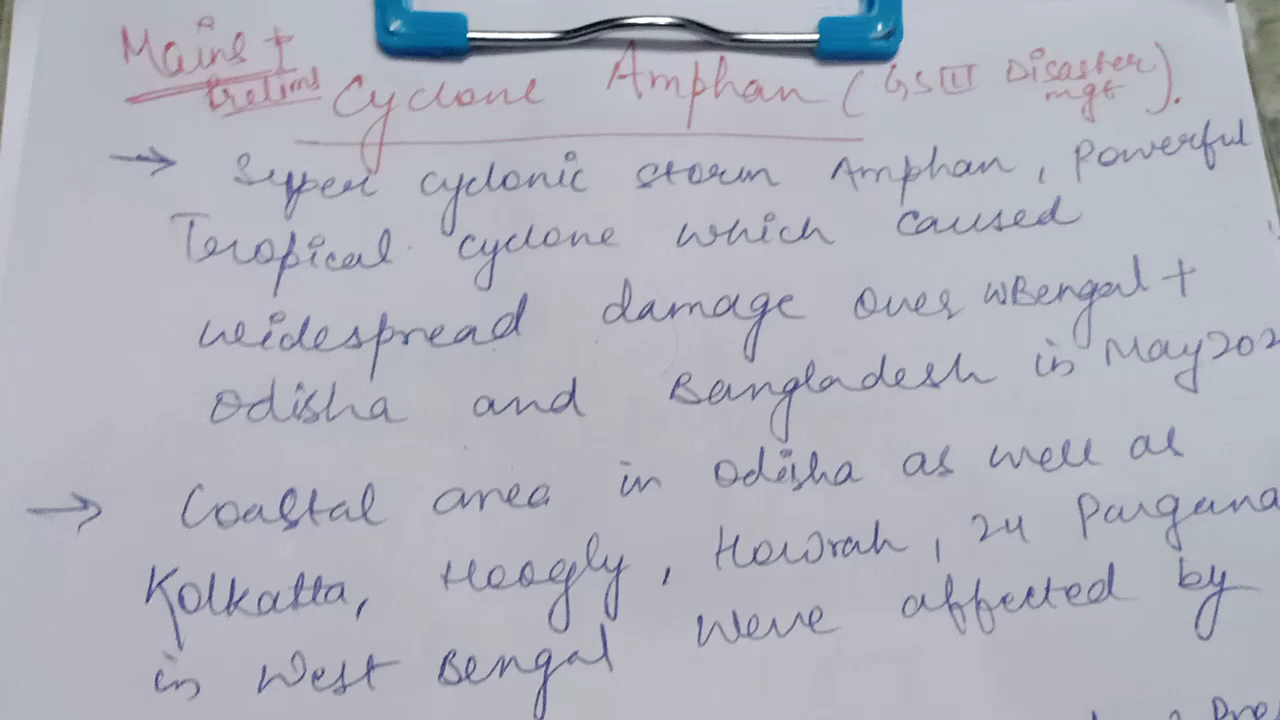 Mains +
Prelims
Cyclone Amphan (GS III Disaster
mgt).
→ Super cyclonic storm Amphan, Powerful
Tropical cyclone which caused
widespread damage over WBengal +
Odisha and Bangladesh in May 202
→ Coastal area in Odisha as well as
Kolkatta, Hoogly, Howrah, 24 Pargana
in West Bengal were affected by